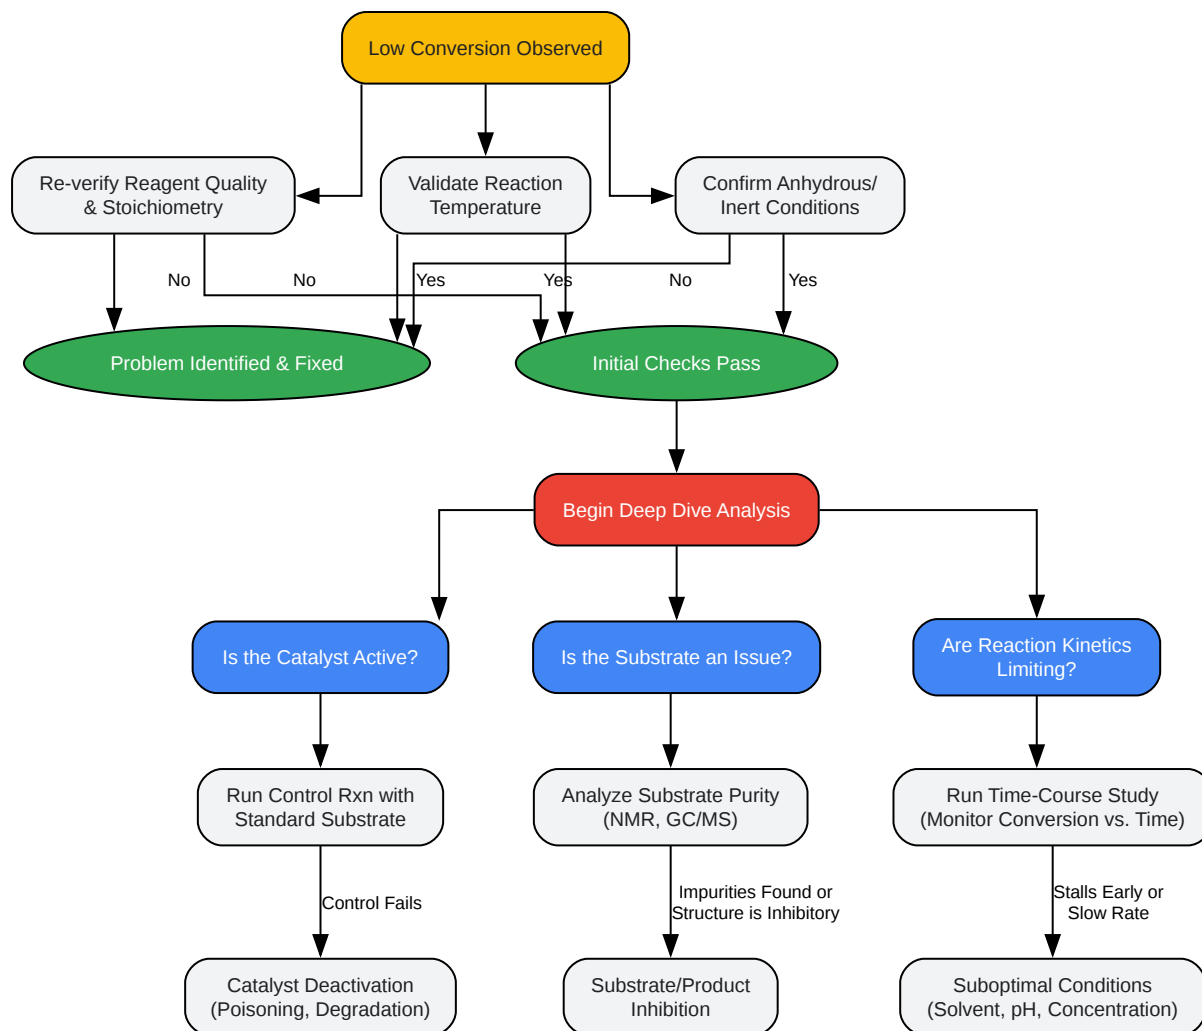 Low Conversion Observed
Re-verify Reagent Quality
& Stoichiometry
Validate Reaction
Temperature
Confirm Anhydrous/
Inert Conditions
No
No
Yes
Yes
No
Yes
Problem Identified & Fixed
Initial Checks Pass
Begin Deep Dive Analysis
Is the Catalyst Active?
Is the Substrate an Issue?
Are Reaction Kinetics
Limiting?
Run Control Rxn with
Standard Substrate
Analyze Substrate Purity
(NMR, GC/MS)
Run Time-Course Study
(Monitor Conversion vs. Time)
Control Fails
Impurities Found or
Structure is Inhibitory
Stalls Early or
Slow Rate
Catalyst Deactivation
(Poisoning, Degradation)
Substrate/Product
Inhibition
Suboptimal Conditions
(Solvent, pH, Concentration)